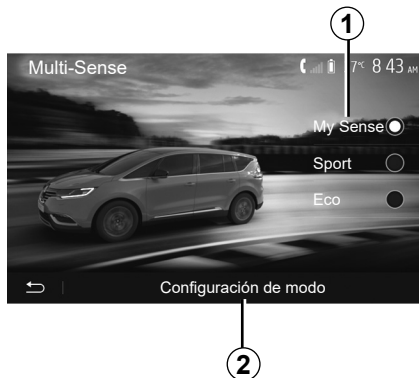 1
Multi-Sense 7°C 8 43 AM
My Sense
Sport
Eco
Configuración de modo
2